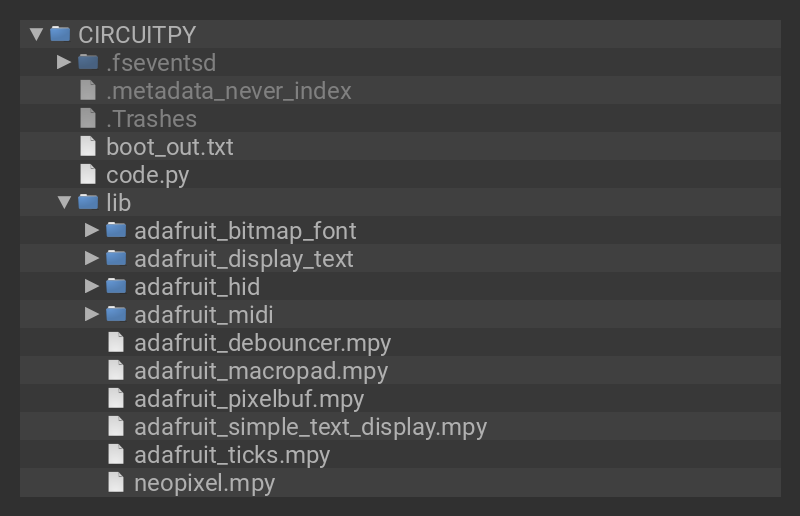 CIRCUITPY
.fseventsd
.metadata_never_index
.Trashes
boot_out.txt
code.py
lib
adafruit_bitmap_font
adafruit_display_text
adafruit_hid
adafruit_midi
adafruit_debouncer.mpy
adafruit_macropad.mpy
adafruit_pixelbuf.mpy
adafruit_simple_text_display.mpy
adafruit_ticks.mpy
neopixel.mpy